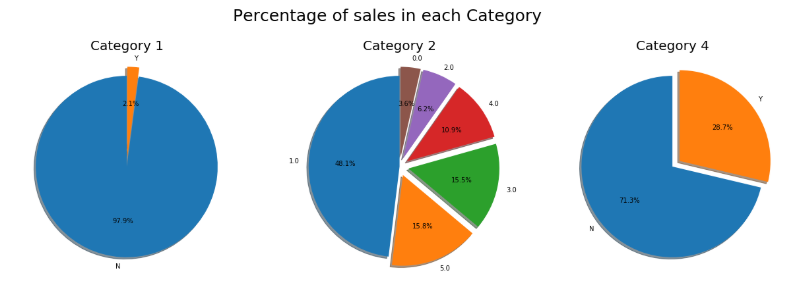 Percentage of sales in each Category
Category 1
Y
2.1%
97.9%
N
Category 2
0.0
2.0
4.0
3.6%
6.2%
10.9%
1.0
48.1%
15.5%
3.0
15.8%
5.0
Category 4
Y
28.7%
71.3%
N